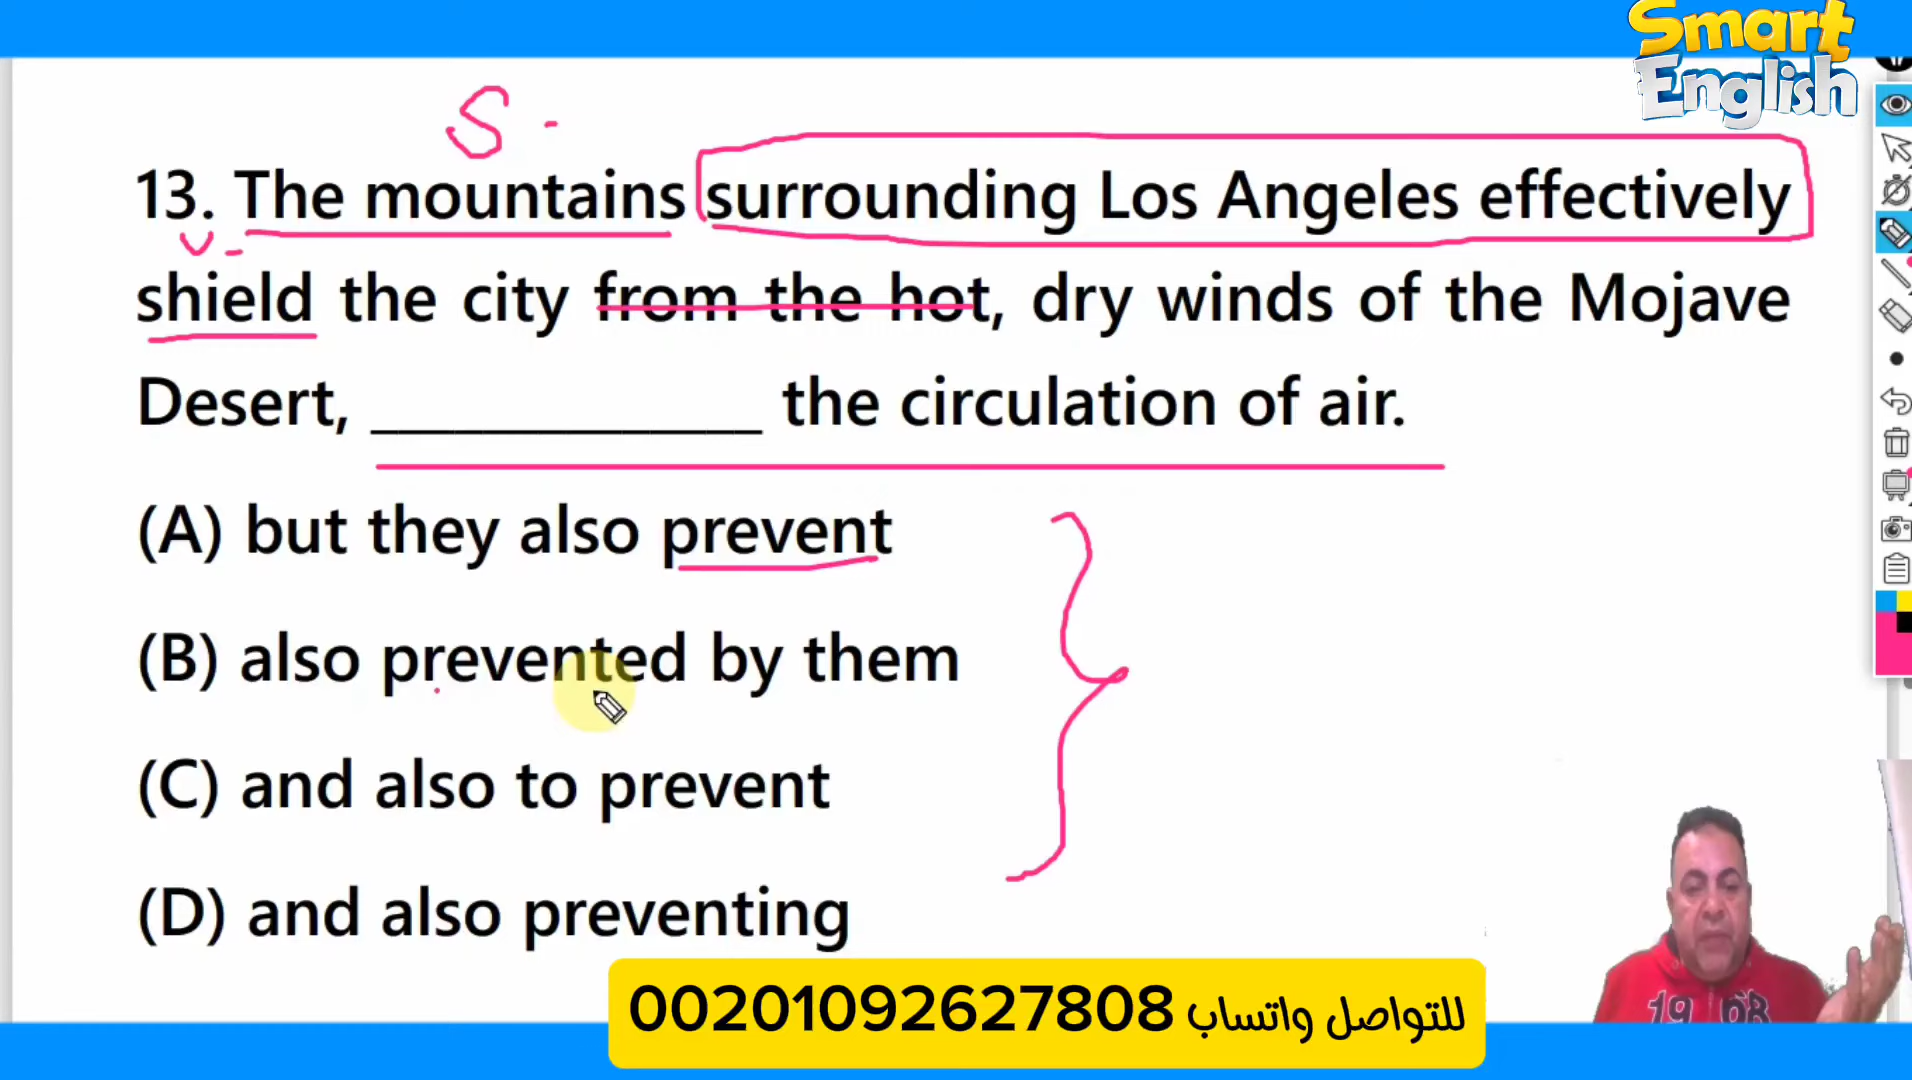 Smart
English
S
13. The mountains surrounding Los Angeles effectively
v
shield the city from the hot, dry winds of the Mojave
Desert, ______________ the circulation of air.
(A) but they also prevent
(B) also prevented by them
(C) and also to prevent
(D) and also preventing
19 68
للتواصل واتساب 00201092627808